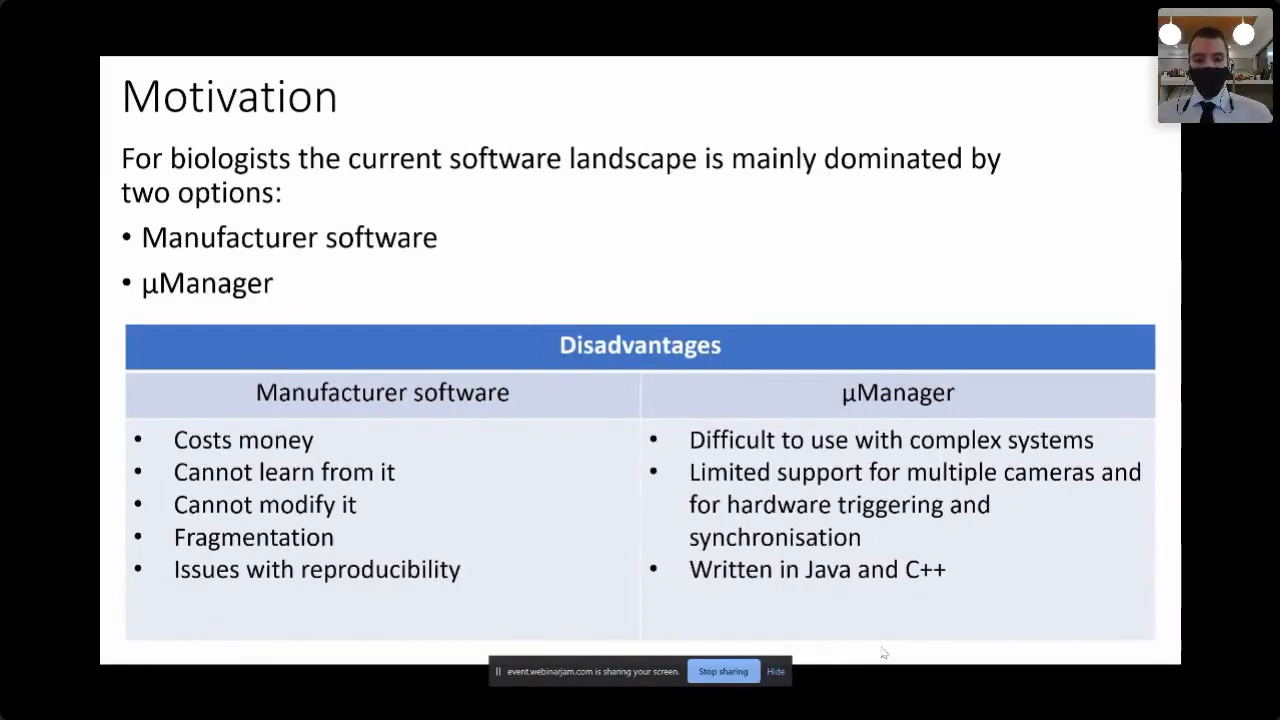 Motivation
For biologists the current software landscape is mainly dominated by
two options:
• Manufacturer software
• µManager
Disadvantages
Manufacturer software
µManager
• Costs money
• Cannot learn from it
• Cannot modify it
• Fragmentation
• Issues with reproducibility
• Difficult to use with complex systems
• Limited support for multiple cameras and
for hardware triggering and
synchronisation
• Written in Java and C++
event.webinarjam.com is sharing your screen.
Stop sharing
Hide